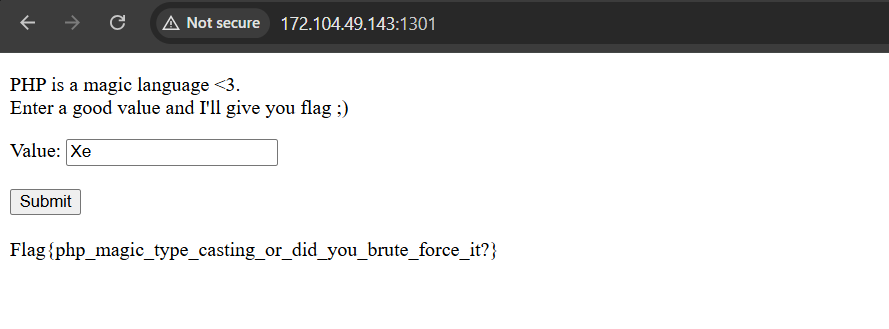 Not secure 172.104.49.143:1301
PHP is a magic language <3.
Enter a good value and I'll give you flag ;)
Value: Xe
Submit
Flag{php_magic_type_casting_or_did_you_brute_force_it?}